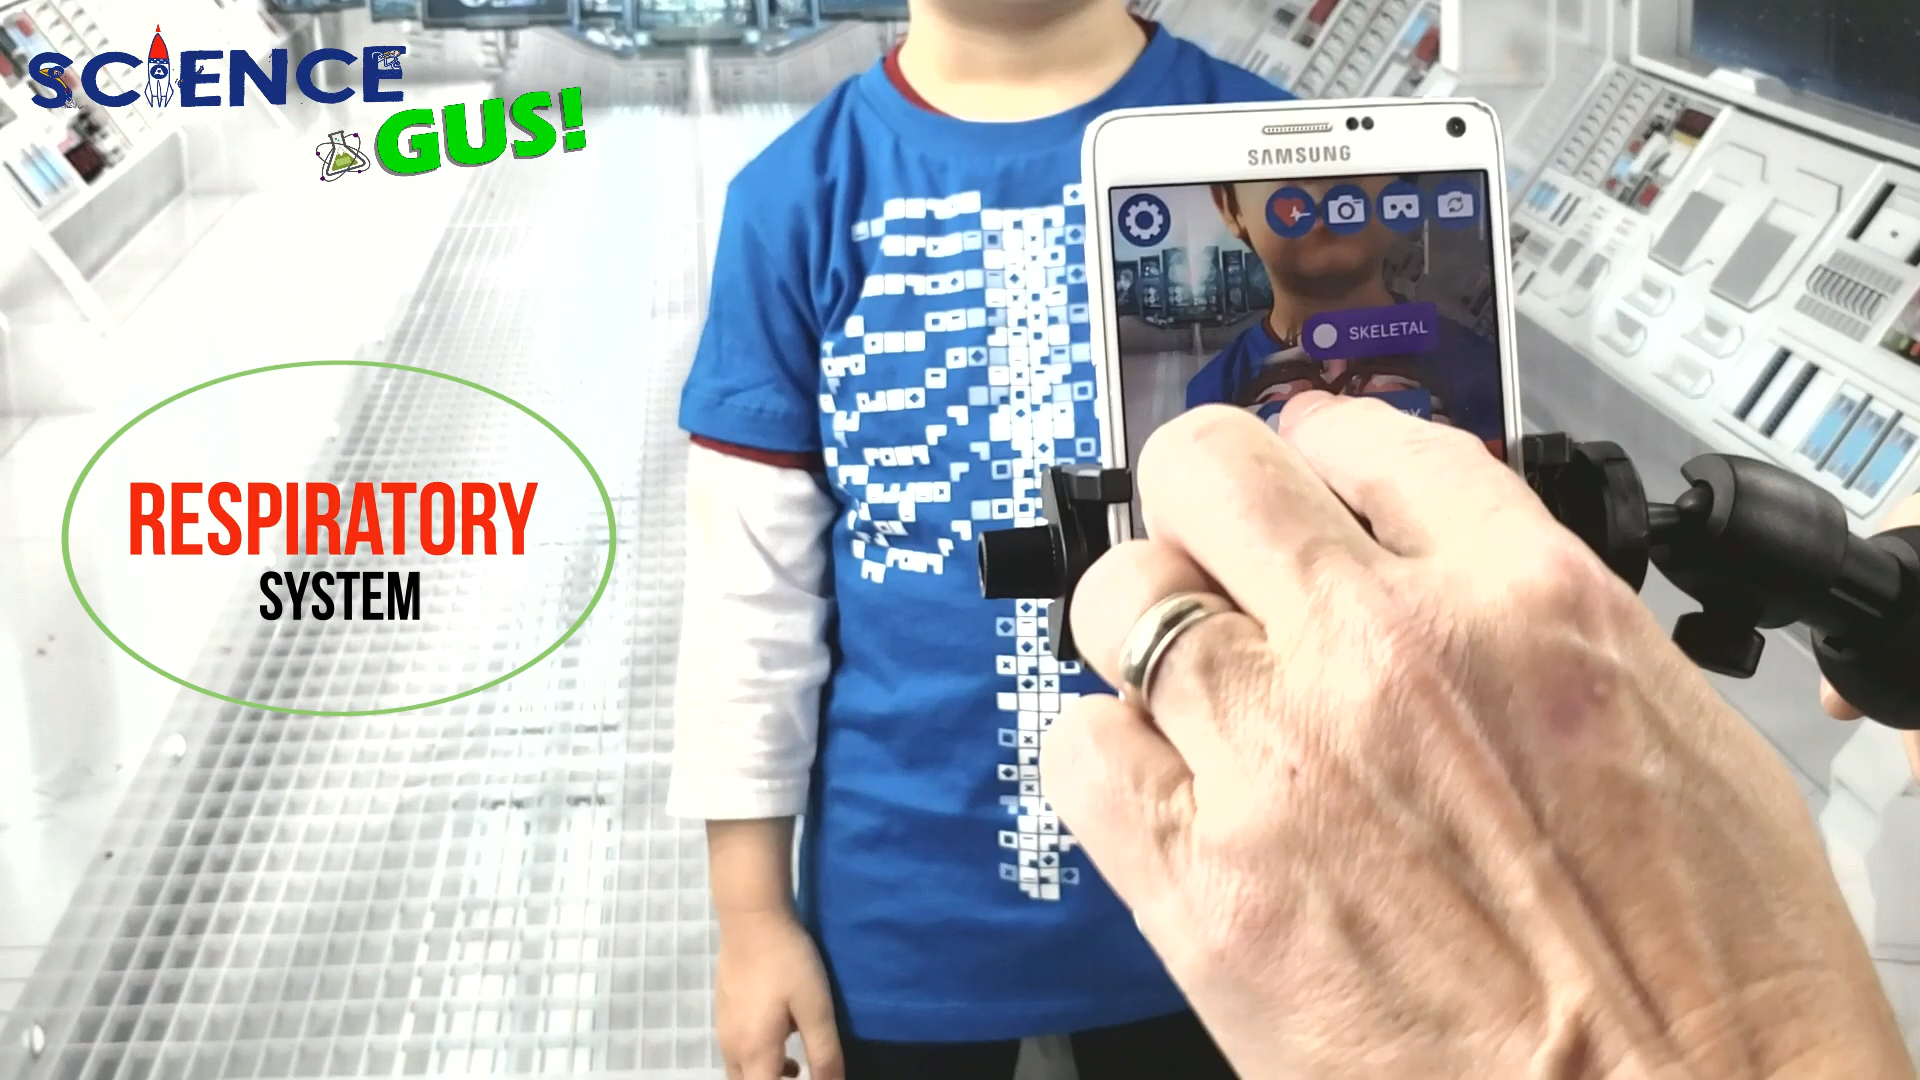 SCIENCE
GUS!
SAMSUNG
SKELETAL
RESPIRATORY
SYSTEM